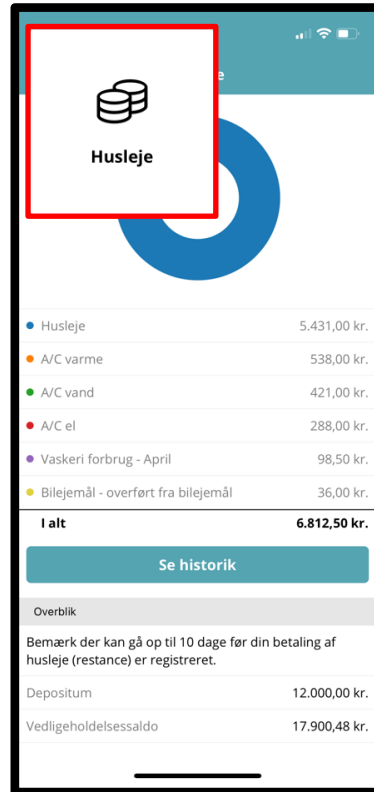 e
Husleje
Husleje 5.431,00 kr.
A/C varme 538,00 kr.
A/C vand 421,00 kr.
A/C el 288,00 kr.
Vaskeri forbrug - April 98,50 kr.
Bilejemål - overført fra bilejemål 36,00 kr.
I alt 6.812,50 kr.
Se historik
Overblik
Bemærk der kan gå op til 10 dage før din betaling af
husleje (restance) er registreret.
Depositum 12.000,00 kr.
Vedligeholdelsessaldo 17.900,48 kr.